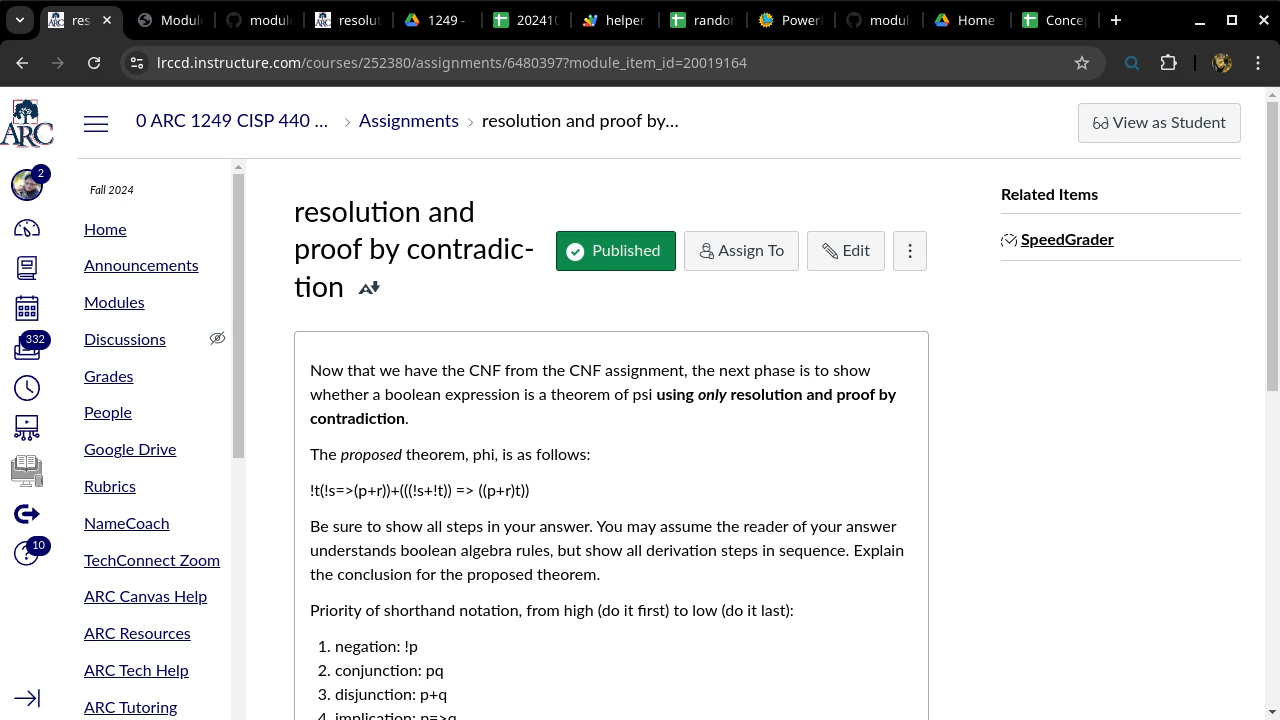 res
Modul
modul
resolut
1249 -
202410
helper
rando
Power
modul
Home
Conce
lrccd.instructure.com/courses/252380/assignments/6480397?module_item_id=20019164
ARC
0 ARC 1249 CISP 440 ...
Assignments
resolution and proof by...
View as Student
2
332
10
Fall 2024
Home
Announcements
Modules
Discussions
Grades
People
Google Drive
Rubrics
NameCoach
TechConnect Zoom
ARC Canvas Help
ARC Resources
ARC Tech Help
ARC Tutoring
resolution and
proof by contradic-
tion
Published
Assign To
Edit
Related Items
SpeedGrader
Now that we have the CNF from the CNF assignment, the next phase is to show
whether a boolean expression is a theorem of psi using only resolution and proof by
contradiction.
The proposed theorem, phi, is as follows:
!t(!s=>(p+r))+(((!s+!t)) => ((p+r)t))
Be sure to show all steps in your answer. You may assume the reader of your answer
understands boolean algebra rules, but show all derivation steps in sequence. Explain
the conclusion for the proposed theorem.
Priority of shorthand notation, from high (do it first) to low (do it last):
1. negation: !p
2. conjunction: pq
3. disjunction: p+q
4. implication: p=>q